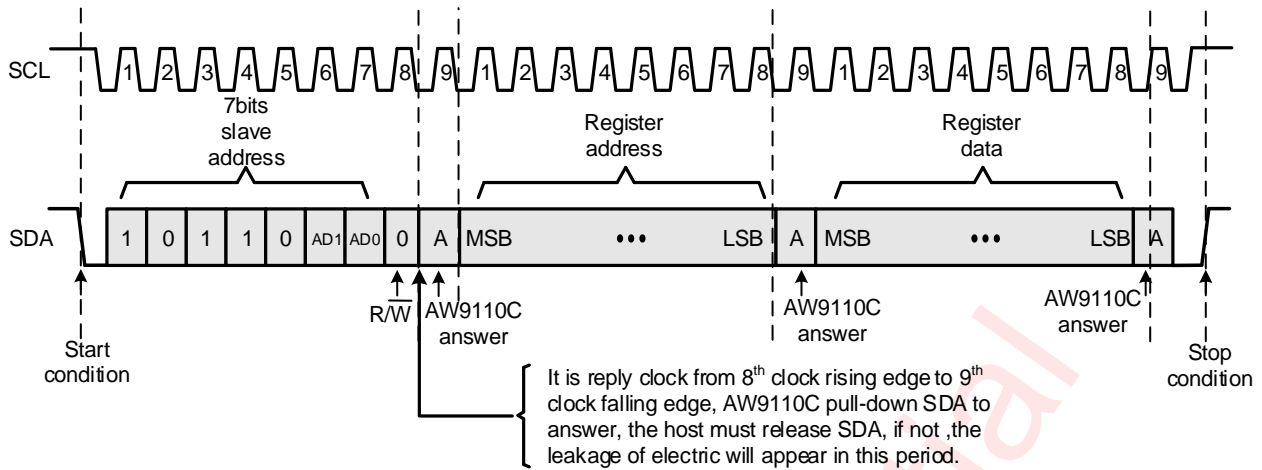 SCL 1 2 3 4 5 6 7 8 9 1 2 3 4 5 6 7 8 9 1 2 3 4 5 6 7 8 9
7bits
slave
address
Register
address
Register
data
SDA 1 0 1 1 0 AD1 AD0 0 A MSB ••• LSB A MSB ••• LSB A
R/W̅
AW9110C
answer
AW9110C
answer
AW9110C
answer
Start
condition
Stop
condition
It is reply clock from 8th clock rising edge to 9th
clock falling edge, AW9110C pull-down SDA to
answer, the host must release SDA, if not ,the
leakage of electric will appear in this period.